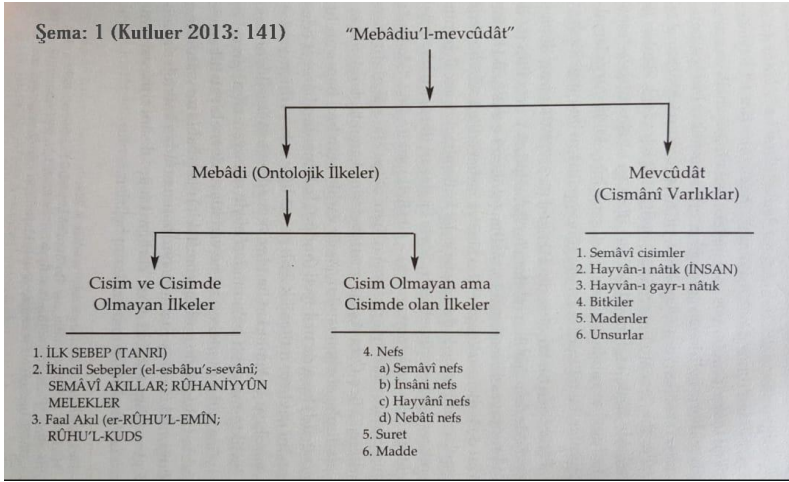 Şema: 1 (Kutluer 2013: 141)
"Mebâdiu'l-mevcûdât"
Mebâdi (Ontolojik İlkeler)
Mevcûdât
(Cismânî Varlıklar)
Cisim ve Cisimde
Olmayan İlkeler
Cisim Olmayan ama
Cisimde olan İlkeler
1. Semâvî cisimler
2. Hayvân-ı nâtık (İNSAN)
3. Hayvân-ı gayr-ı nâtık
4. Bitkiler
5. Madenler
6. Unsurlar
1. İLK SEBEP (TANRI)
2. İkincil Sebepler (el-esbâbu's-sevânî;
SEMÂVÎ AKILLAR; RÛHANİYYÛN
MELEKLER
3. Faal Akıl (er-RÛHU'L-EMÎN;
RÛHU'L-KUDS
4. Nefs
a) Semâvî nefs
b) İnsâni nefs
c) Hayvânî nefs
d) Nebâtî nefs
5. Suret
6. Madde